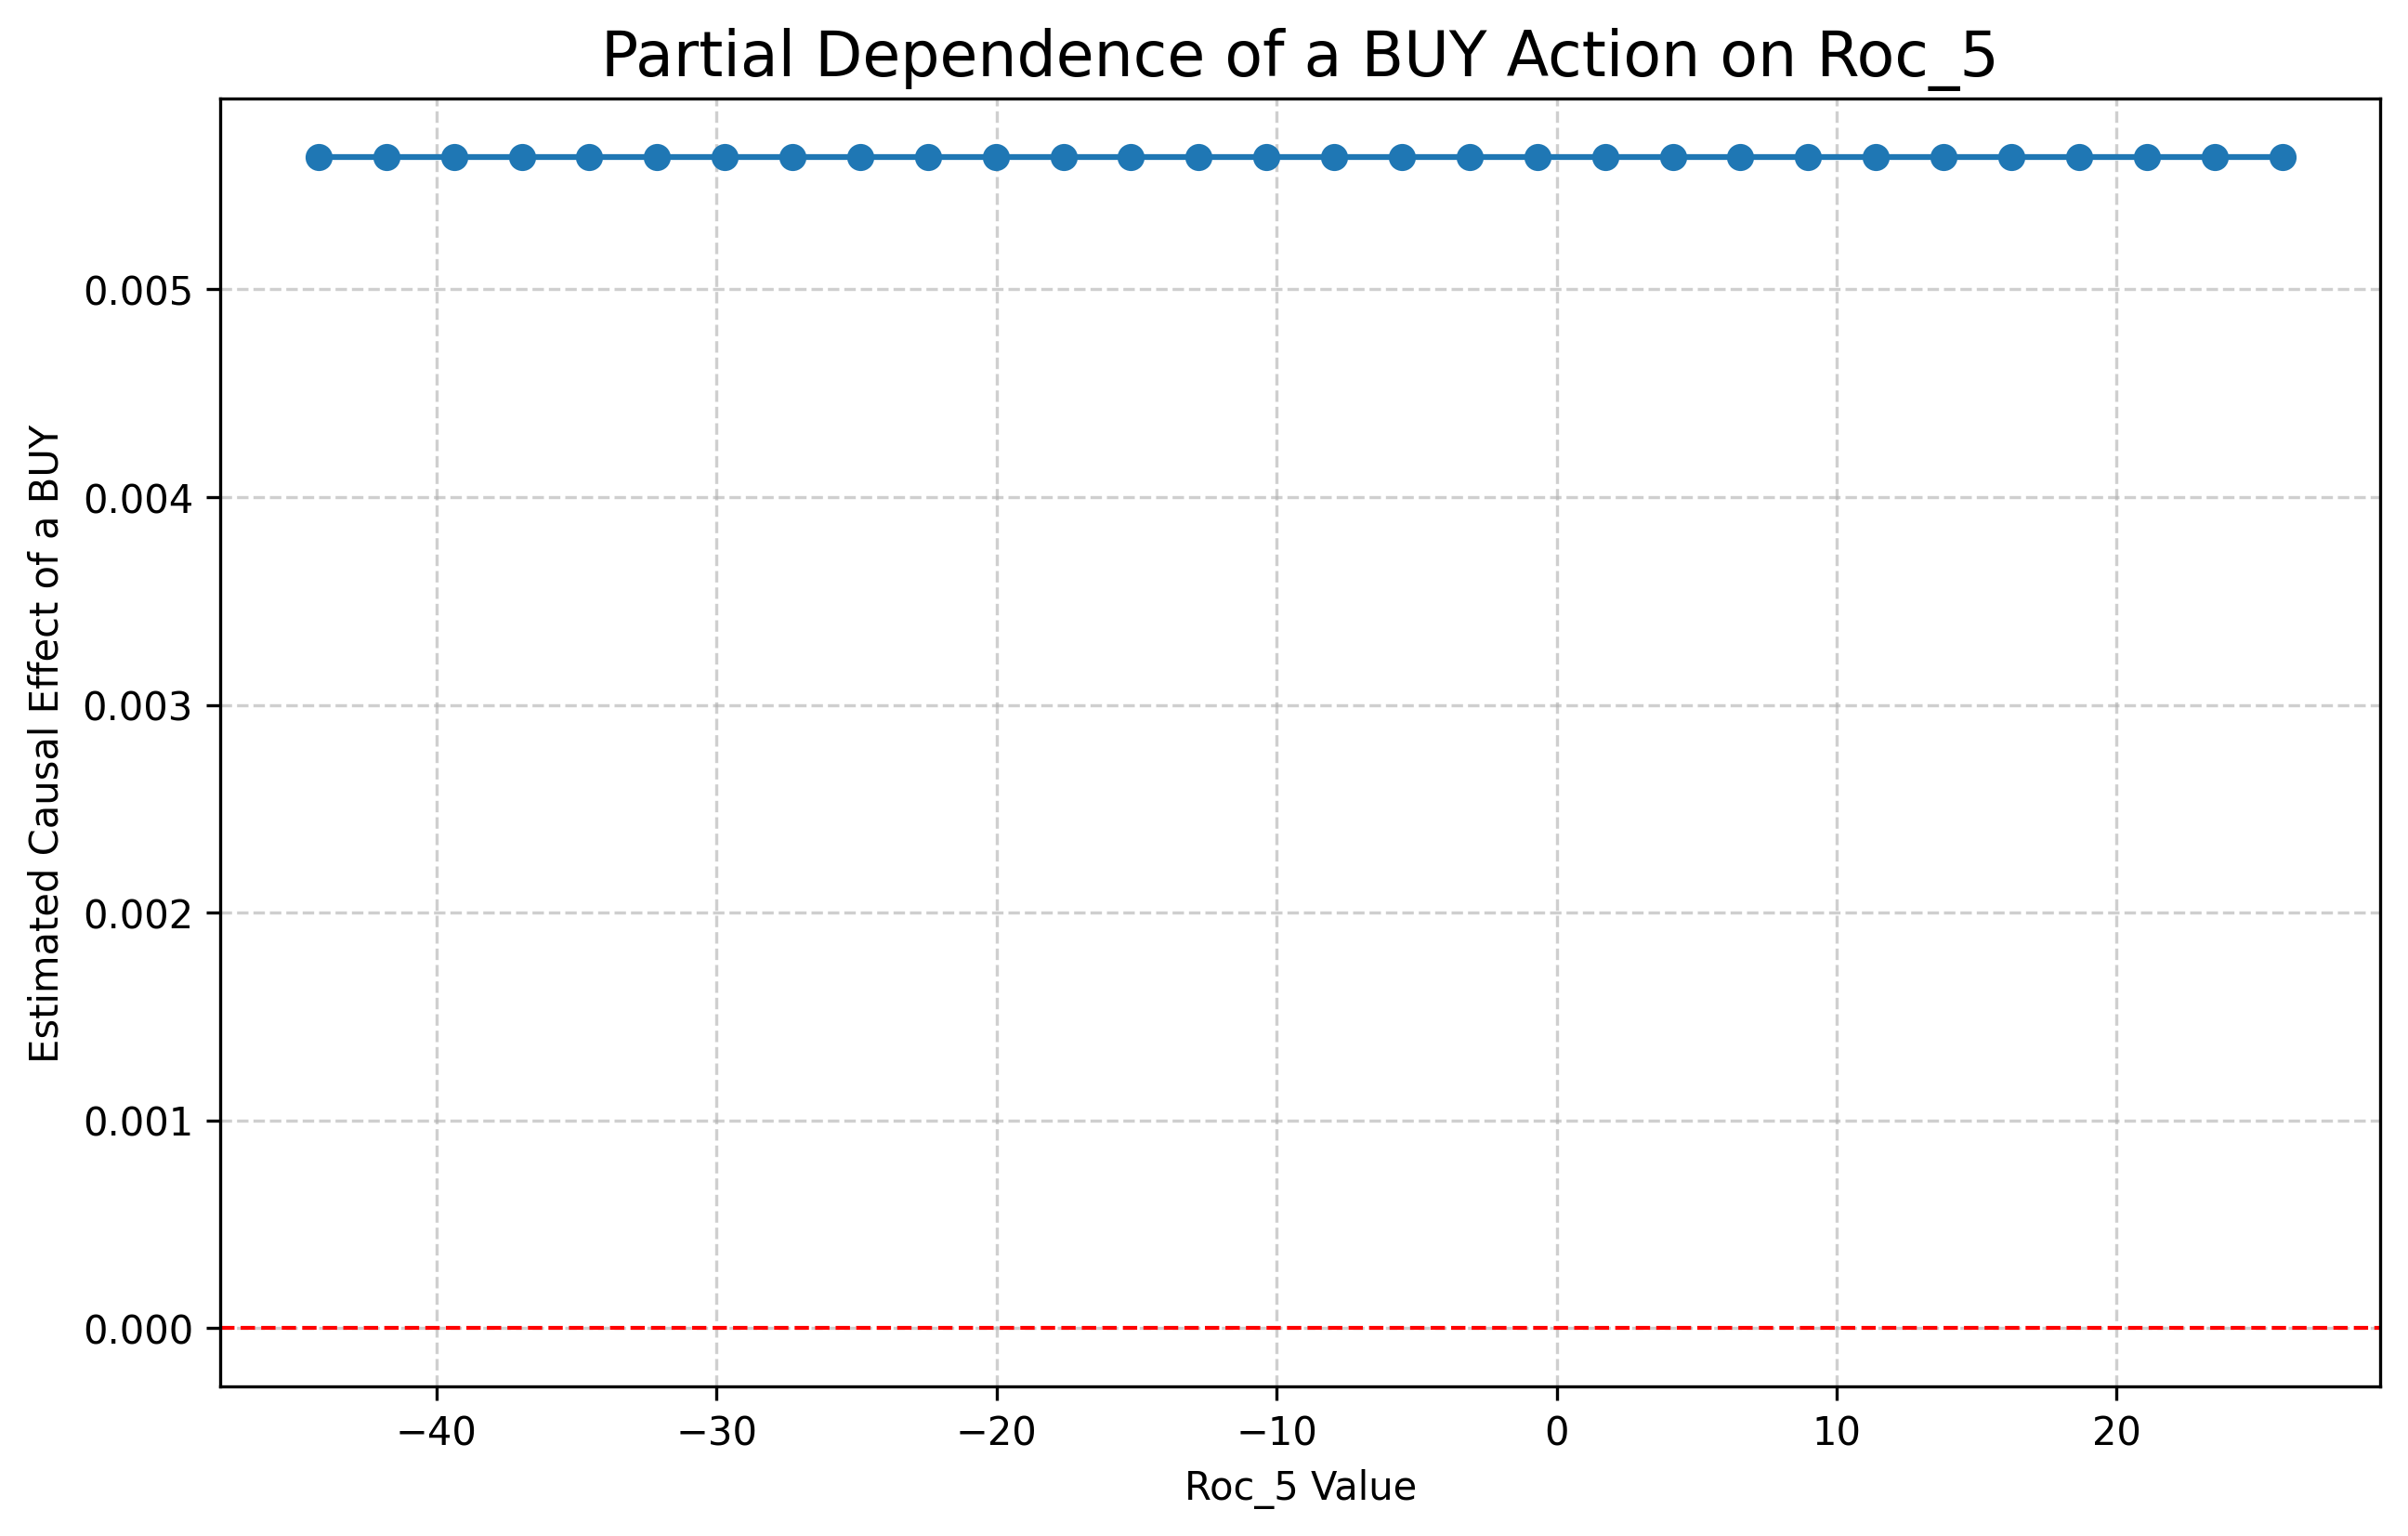 Partial Dependence of a BUY Action on Roc_5
Estimated Causal Effect of a BUY
0.005
0.004
0.003
0.002
0.001
0.000
−40 −30 −20 −10 0 10 20
Roc_5 Value